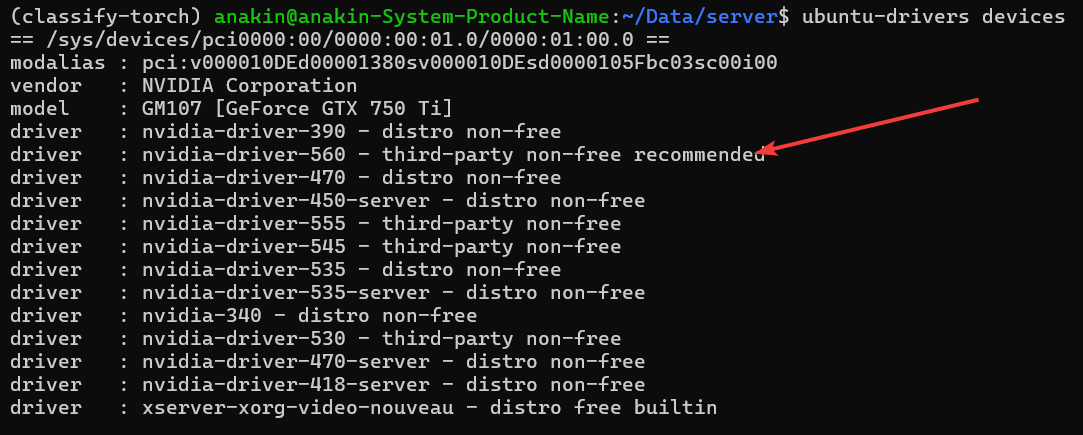 (classify-torch) anakin@anakin-System-Product-Name:~/Data/server$ ubuntu-drivers devices
== /sys/devices/pci0000:00/0000:00:01.0/0000:01:00.0 ==
modalias : pci:v000010DEd00001380sv000010DEsd0000105Fbc03sc00i00
vendor   : NVIDIA Corporation
model    : GM107 [GeForce GTX 750 Ti]
driver   : nvidia-driver-390 - distro non-free
driver   : nvidia-driver-560 - third-party non-free recommended
driver   : nvidia-driver-470 - distro non-free
driver   : nvidia-driver-450-server - distro non-free
driver   : nvidia-driver-555 - third-party non-free
driver   : nvidia-driver-545 - third-party non-free
driver   : nvidia-driver-535 - distro non-free
driver   : nvidia-driver-535-server - distro non-free
driver   : nvidia-340 - distro non-free
driver   : nvidia-driver-530 - third-party non-free
driver   : nvidia-driver-470-server - distro non-free
driver   : nvidia-driver-418-server - distro non-free
driver   : xserver-xorg-video-nouveau - distro free builtin